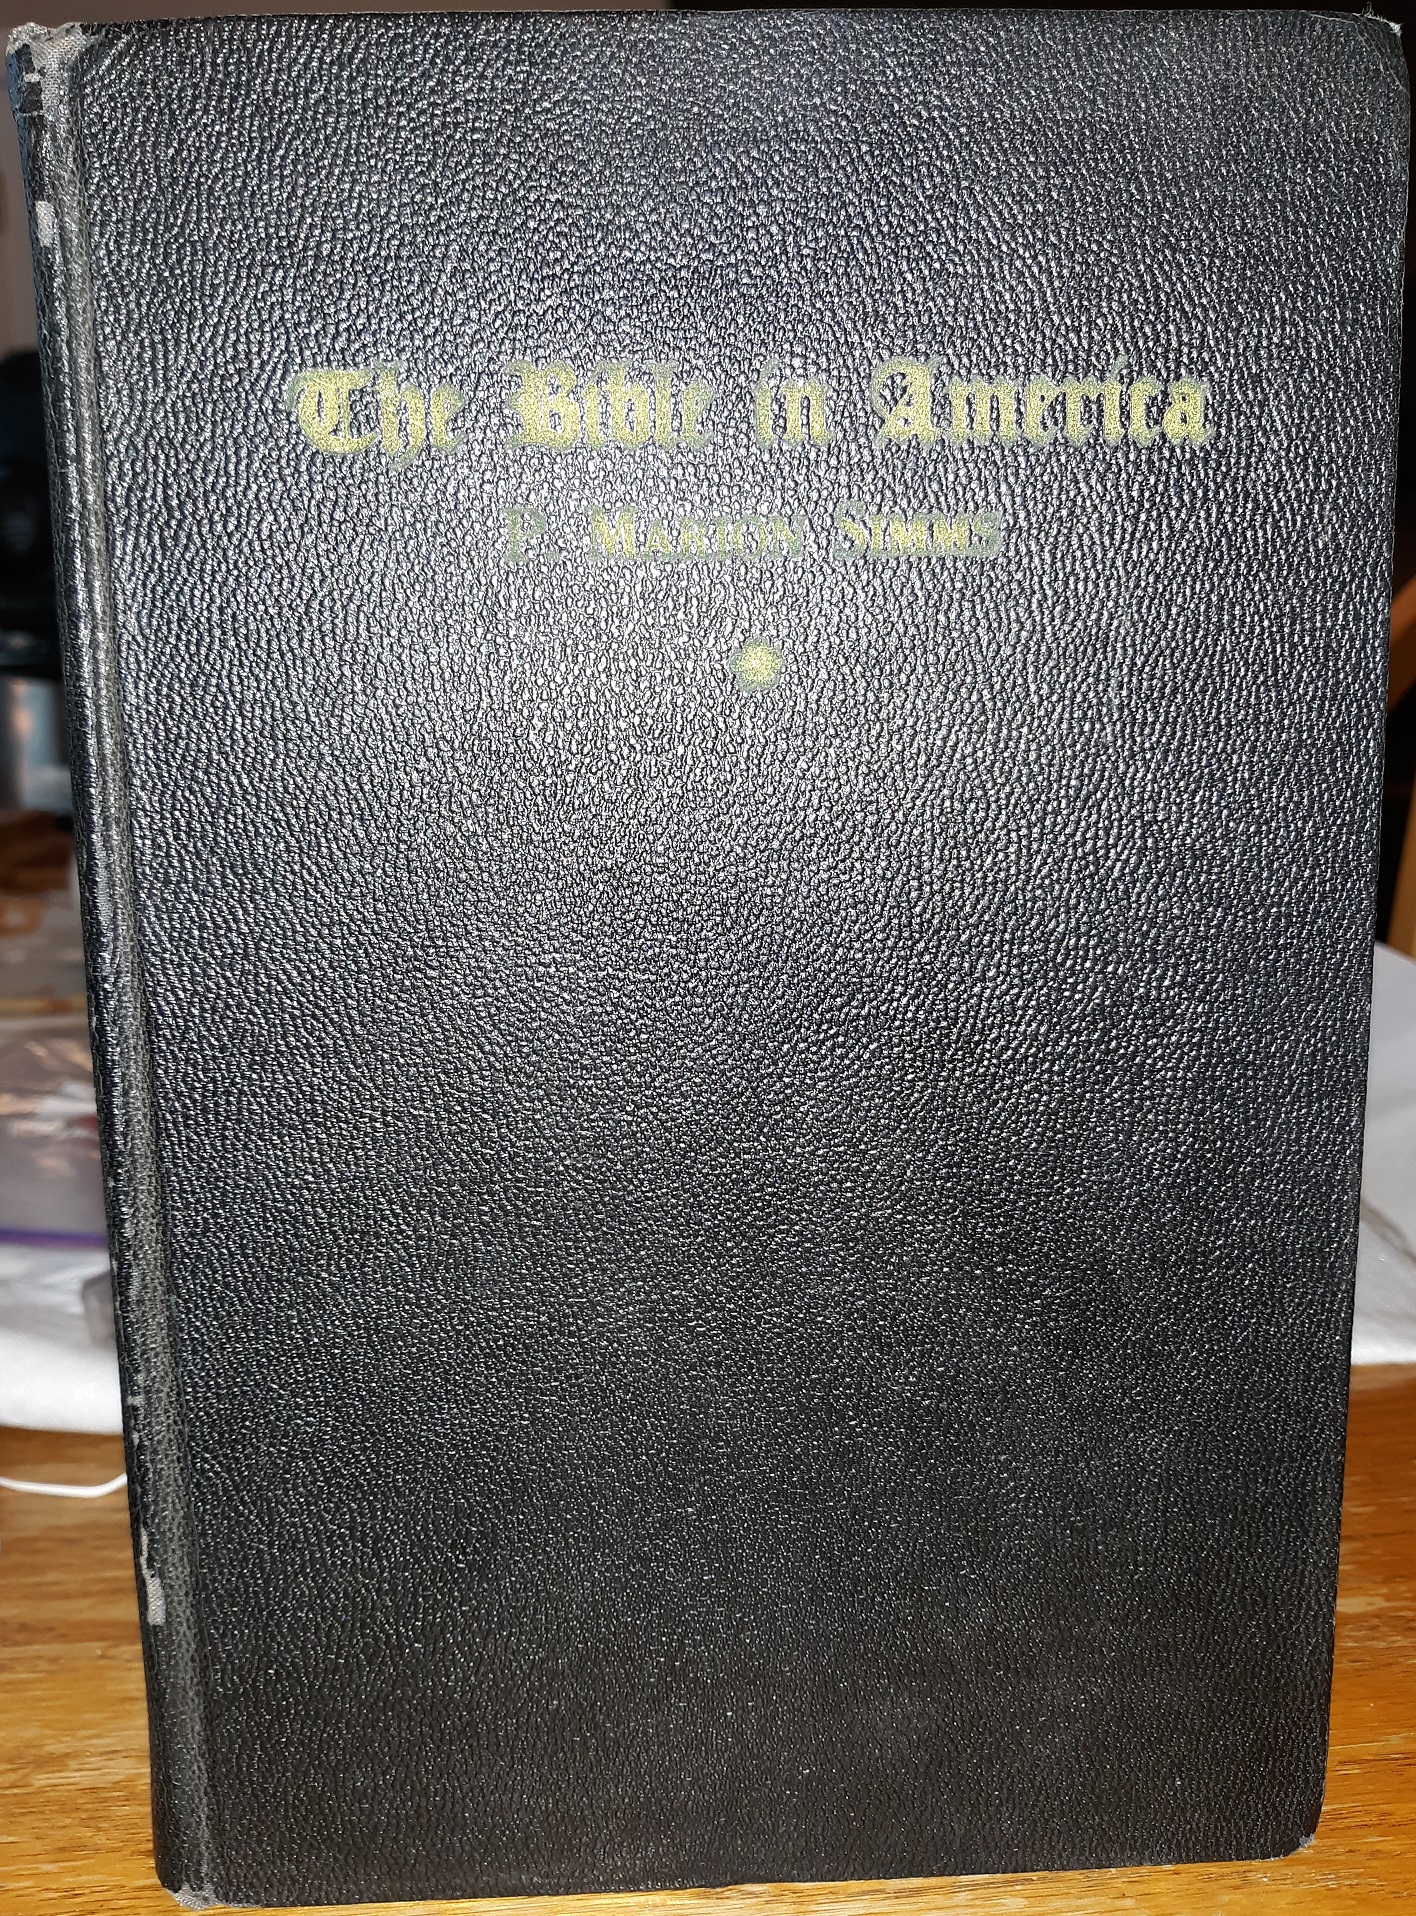 The Bible in America
P. Marion Simms